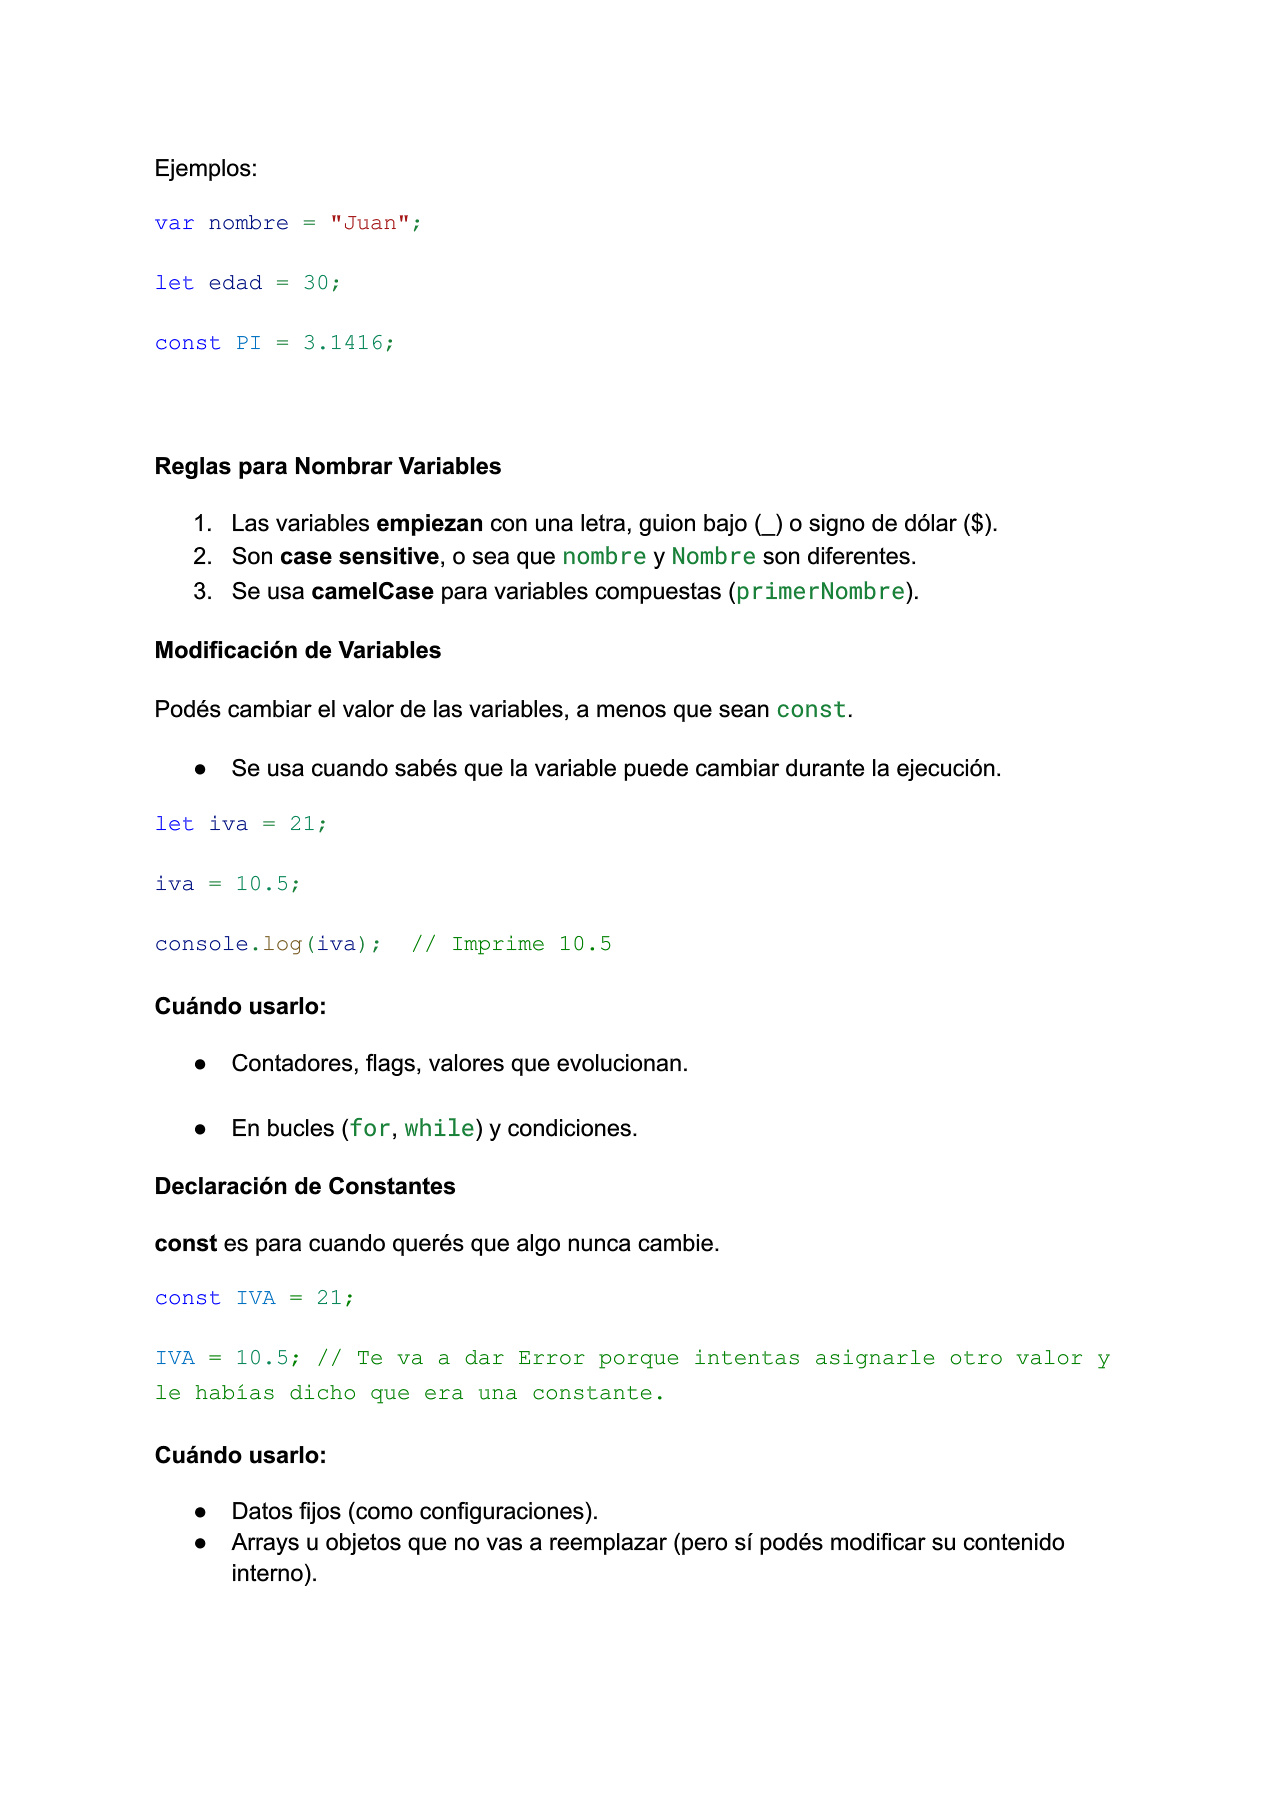 Ejemplos:
var nombre = "Juan";
let edad = 30;
const PI = 3.1416;
Reglas para Nombrar Variables
1. Las variables empiezan con una letra, guion bajo (_) o signo de dólar ($).
2. Son case sensitive, o sea que nombre y Nombre son diferentes.
3. Se usa camelCase para variables compuestas (primerNombre).
Modificación de Variables
Podés cambiar el valor de las variables, a menos que sean const.
● Se usa cuando sabés que la variable puede cambiar durante la ejecución.
let iva = 21;
iva = 10.5;
console.log(iva);  // Imprime 10.5
Cuándo usarlo:
● Contadores, flags, valores que evolucionan.
● En bucles (for, while) y condiciones.
Declaración de Constantes
const es para cuando querés que algo nunca cambie.
const IVA = 21;
IVA = 10.5; // Te va a dar Error porque intentas asignarle otro valor y
le habías dicho que era una constante.
Cuándo usarlo:
● Datos fijos (como configuraciones).
● Arrays u objetos que no vas a reemplazar (pero sí podés modificar su contenido
interno).